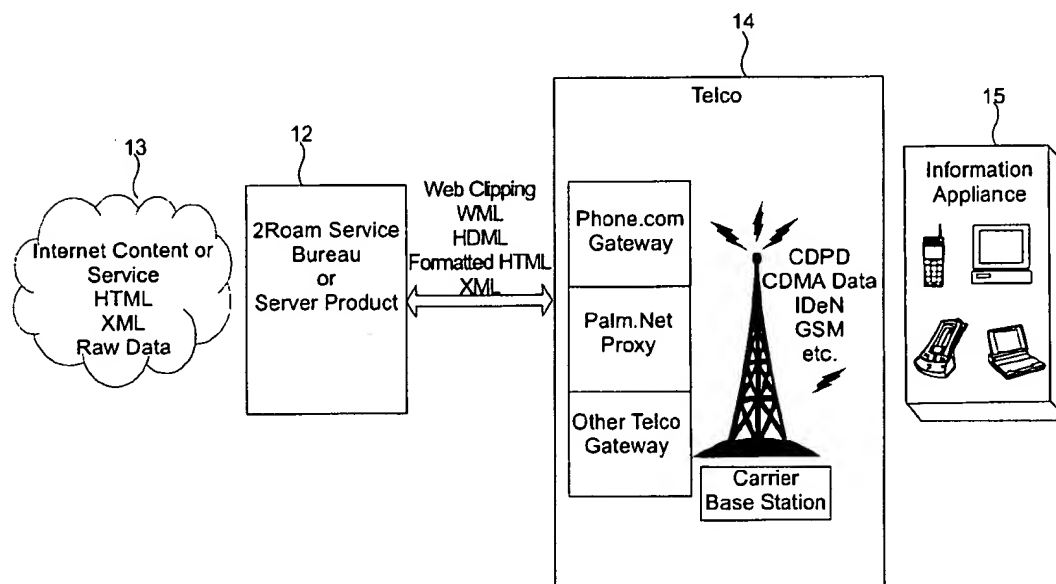 13
Internet Content or
Service
HTML
XML
Raw Data
12
2Roam Service
Bureau
or
Server Product
Web Clipping
WML
HDML
Formatted HTML
XML
14
Telco
Phone.com
Gateway
Palm.Net
Proxy
Other Telco
Gateway
CDPD
CDMA Data
IDeN
GSM
etc.
Carrier
Base Station
15
Information
Appliance